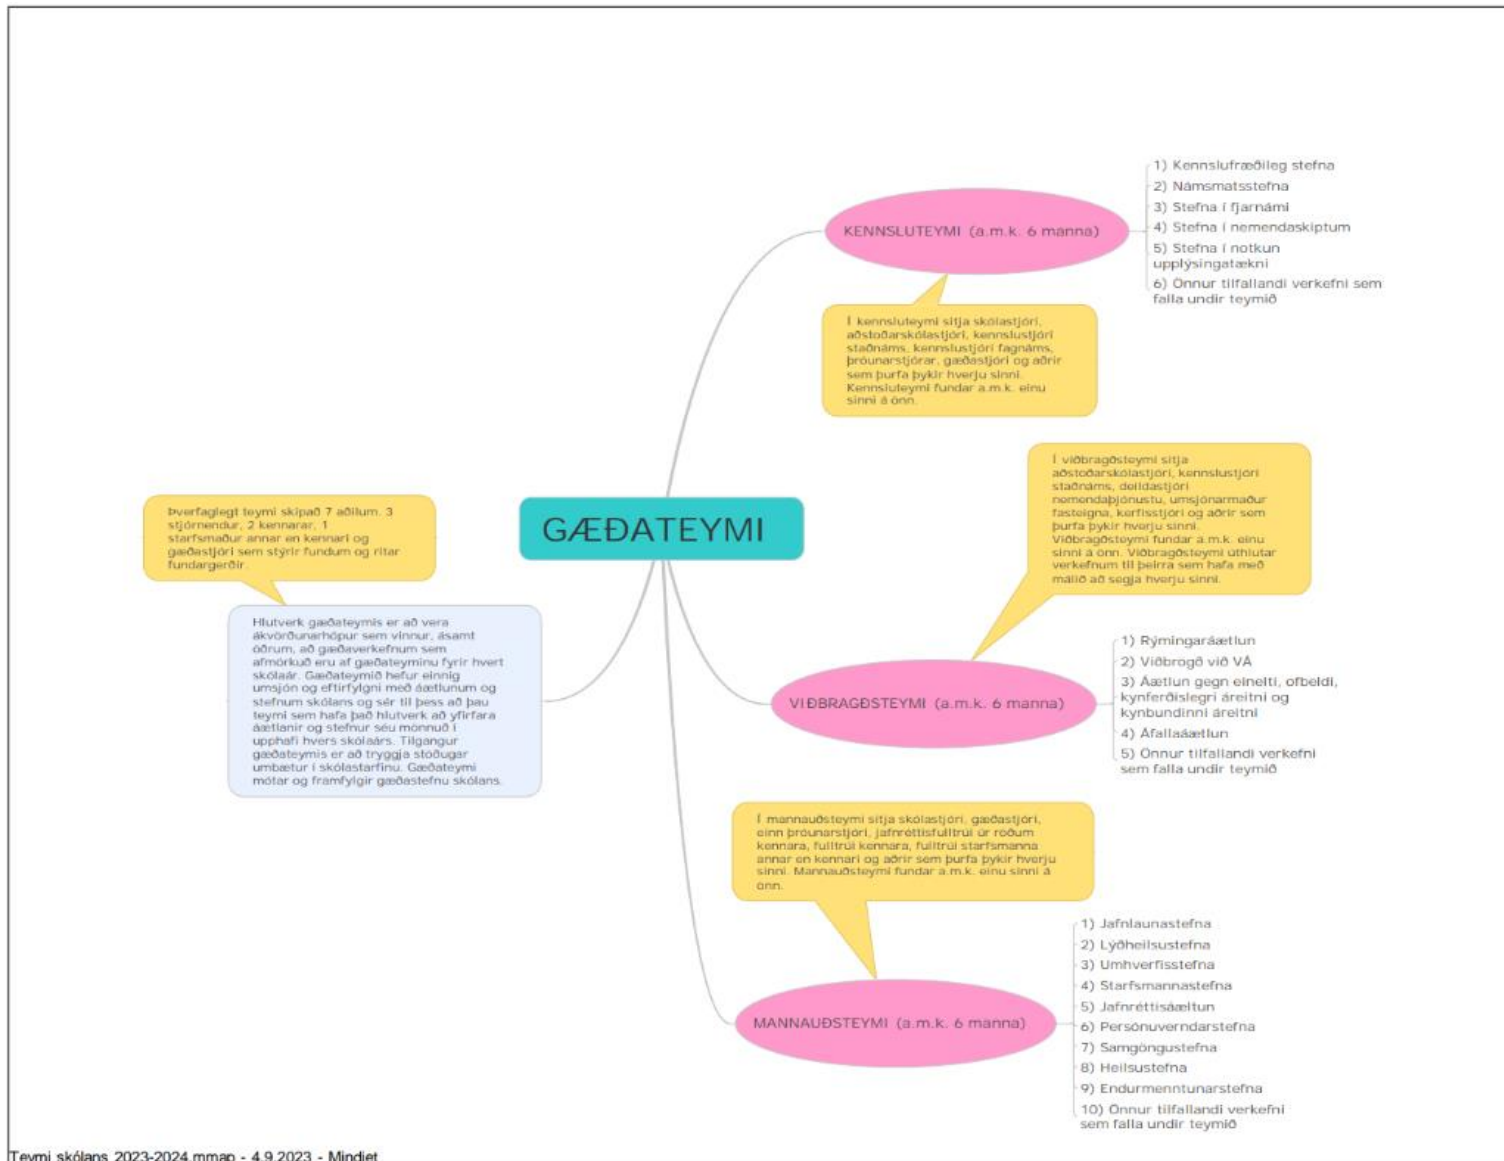 GÆÐATEYMI
Þverfaglegt teymi skipað 7 aðilum. 3
stjórnendur, 2 kennarar, 1
starfsmaður annar en kennari og
gæðastjóri sem stýrir fundum og ritar
fundargerðir.
Hlutverk gæðateymis er að vera
ákvörðunarhópur sem vinnur, ásamt
öðrum, að gæðaverkefnum sem
afmörkuð eru af gæðateyminu fyrir hvert
skólaár. Gæðateymið hefur einnig
umsjón og eftirfylgni með áætlunum og
stefnum skólans og sér til þess að þau
teymi sem hafa það hlutverk að yfirfara
áætlanir og stefnur séu mönnuð í
upphafi hvers skólaárs. Tilgangur
gæðateymis er að tryggja stöðugar
umbætur í skólastarfinu. Gæðateymi
mótar og framfylgir gæðastefnu skólans.
KENNSLUTEYMI (a.m.k. 6 manna)
Í kennsluteymi sitja skólastjóri,
aðstoðarskólastjóri, kennslustjóri
staðnáms, kennslustjóri fagnáms,
þróunarstjórar, gæðastjóri og aðrir
sem þurfa þykir hverju sinni.
Kennsluteymi fundar a.m.k. einu
sinni á önn.
1) Kennslufræðileg stefna
2) Námsmatsstefna
3) Stefna í fjarnámi
4) Stefna í nemendaskiptum
5) Stefna í notkun
upplýsingatækni
6) Önnur tilfallandi verkefni sem
falla undir teymið
Í viðbragðsteymi sitja
aðstoðarskólastjóri, kennslustjóri
staðnáms, deildastjóri
nemendaþjónustu, umsjónarmaður
fasteigna, kerfisstjóri og aðrir sem
þurfa þykir hverju sinni.
Viðbragðsteymi fundar a.m.k. einu
sinni á önn. Viðbragðsteymi úthlutar
verkefnum til þeirra sem hafa með
málið að segja hverju sinni.
VIÐBRAGÐSTEYMI (a.m.k. 6 manna)
1) Rýmingaráætlun
2) Viðbrogð við VÁ
3) Áætlun gegn einelti, ofbeldi,
kynferðislegri áreitni og
kynbundinni áreitni
4) Áfallaáætlun
5) Önnur tilfallandi verkefni
sem falla undir teymið
Í mannauðsteymi sitja skólastjóri, gæðastjóri,
einn þróunarstjóri, jafnréttisfulltrúi úr röðum
kennara, fulltrúi kennara, fulltrúi starfsmanna
annar en kennari og aðrir sem þurfa þykir hverju
sinni. Mannauðsteymi fundar a.m.k. einu sinni á
önn.
MANNAUÐSTEYMI (a.m.k. 6 manna)
1) Jafnlaunastefna
2) Lýðheilsustefna
3) Umhverfisstefna
4) Starfsmannastefna
5) Jafnréttisáæltun
6) Persónuverndarstefna
7) Samgöngustefna
8) Heilsustefna
9) Endurmenntunarstefna
10) Önnur tilfallandi verkefni
sem falla undir teymið
Teymi skólans 2023-2024.mmap - 4.9.2023 - Mindjet